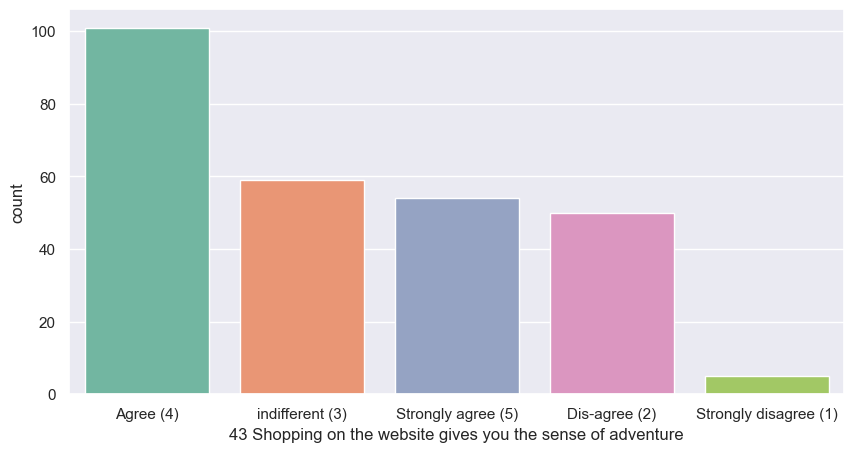 100
80
60
40
20
0
count
Agree (4)
indifferent (3)
Strongly agree (5)
Dis-agree (2)
Strongly disagree (1)
43 Shopping on the website gives you the sense of adventure